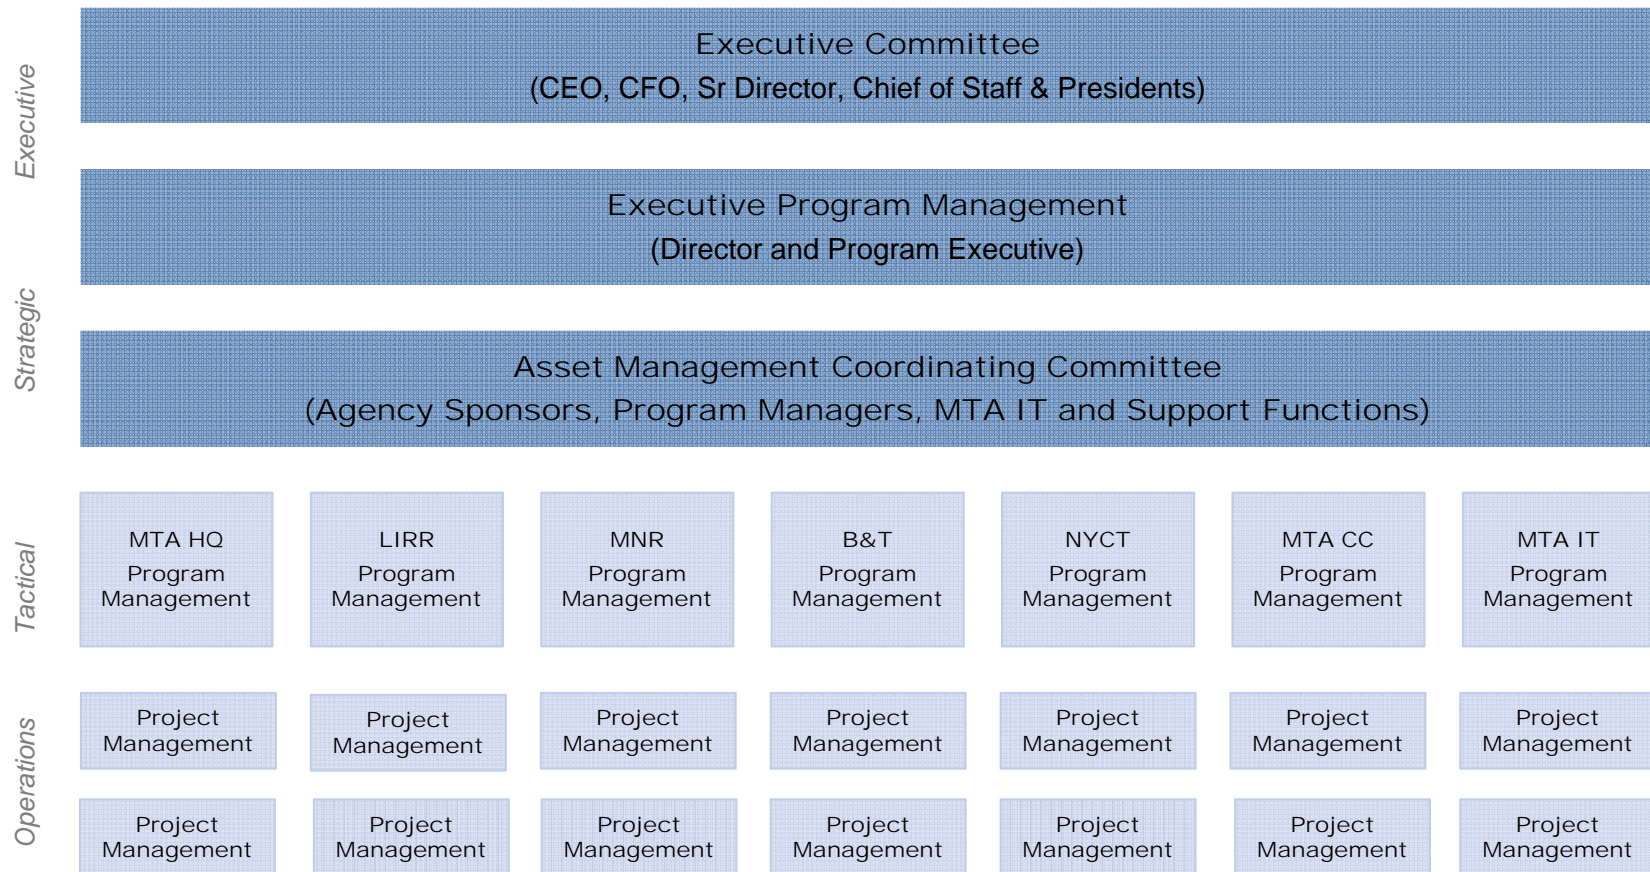 Executive
Executive Committee
(CEO, CFO, Sr Director, Chief of Staff & Presidents)
Executive Program Management
(Director and Program Executive)
Strategic
Asset Management Coordinating Committee
(Agency Sponsors, Program Managers, MTA IT and Support Functions)
Tactical
MTA HQ
Program
Management
LIRR
Program
Management
MNR
Program
Management
B&T
Program
Management
NYCT
Program
Management
MTA CC
Program
Management
MTA IT
Program
Management
Operations
Project
Management
Project
Management
Project
Management
Project
Management
Project
Management
Project
Management
Project
Management
Project
Management
Project
Management
Project
Management
Project
Management
Project
Management
Project
Management
Project
Management